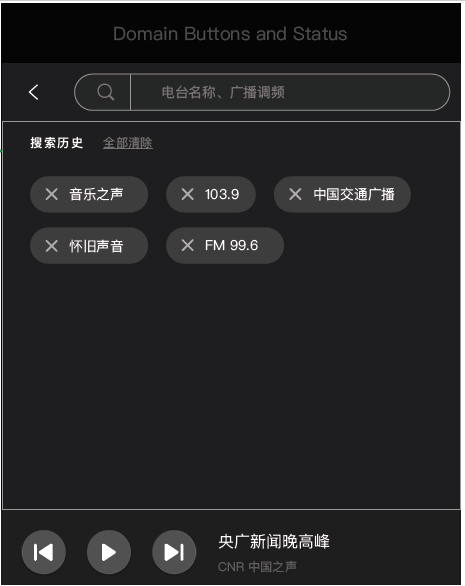 Domain Buttons and Status
电台名称、广播调频
搜索历史 全部清除
音乐之声 103.9 中国交通广播
怀旧声音 FM 99.6
央广新闻晚高峰
CNR 中国之声